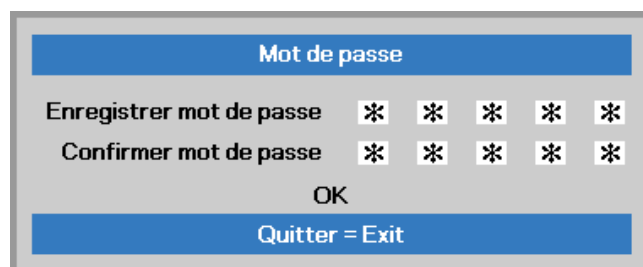 Mot de passe
Enregistrer mot de passe * * * * *
Confirmer mot de passe * * * * *
OK
Quitter = Exit